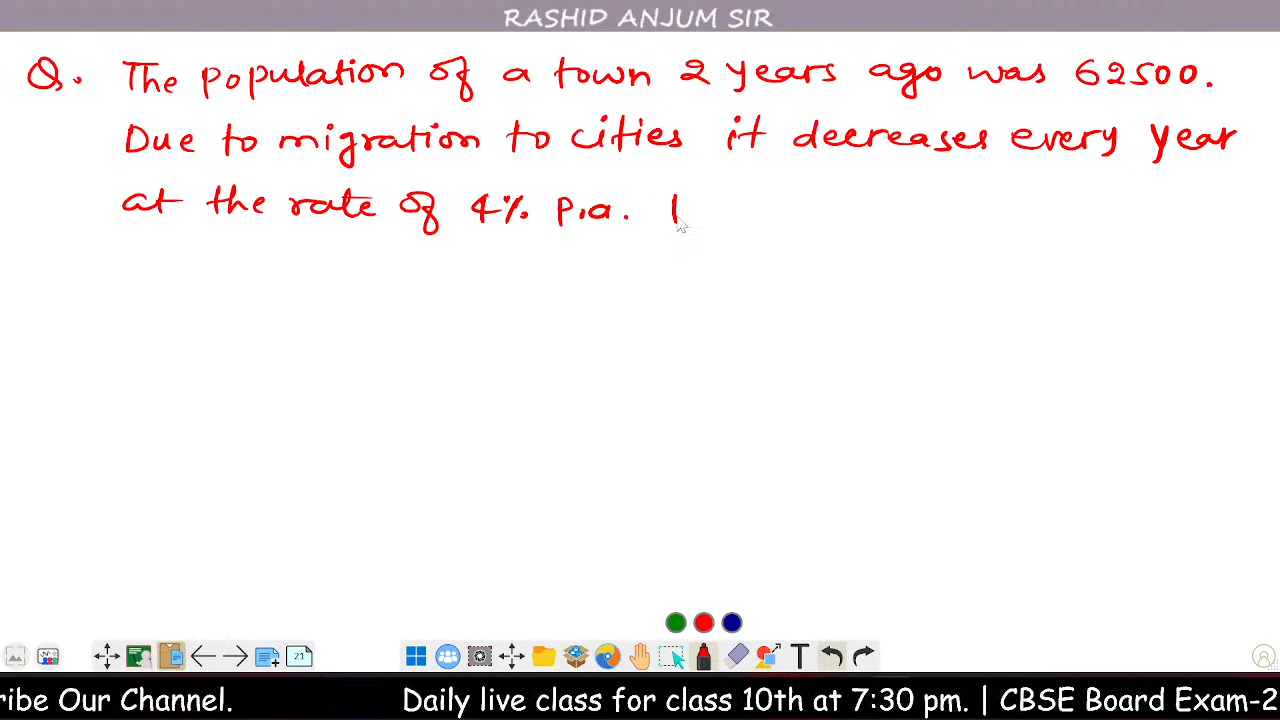 RASHID ANJUM SIR
Q. The population of a town 2 years ago was 62500.
Due to migration to cities it decreases every year
at the rate of 4% p.a.
21
ribe Our Channel. Daily live class for class 10th at 7:30 pm. | CBSE Board Exam-2